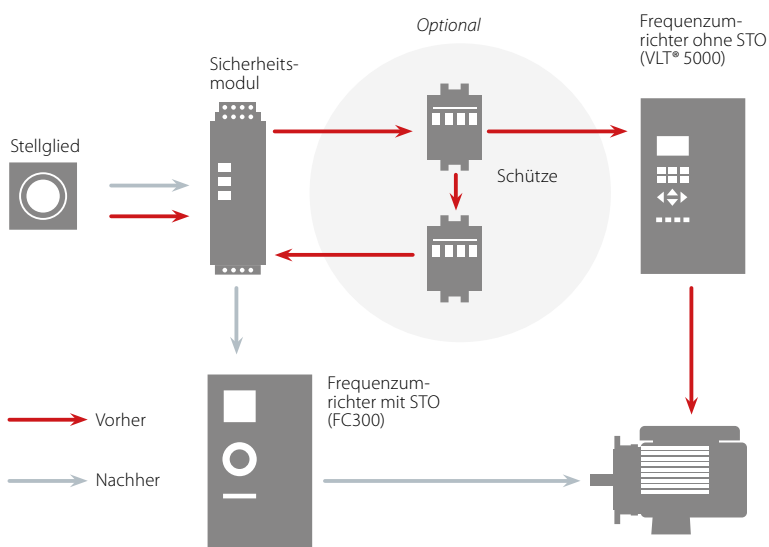 Optional
Frequenzum-
richter ohne STO
(VLT® 5000)
Sicherheits-
modul
Stellglied
Schütze
Frequenzum-
richter mit STO
(FC300)
Vorher
Nachher